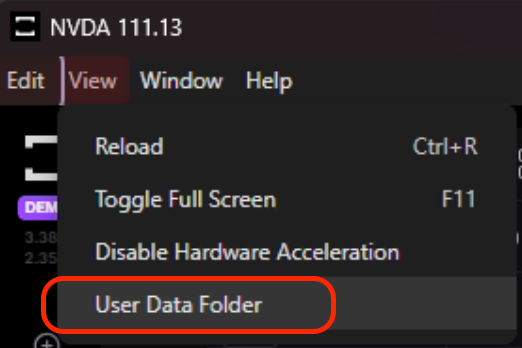 NVDA 111.13
Edit View Window Help
Reload Ctrl+R
Toggle Full Screen F11
DEM
Disable Hardware Acceleration
3.38
2.35
User Data Folder